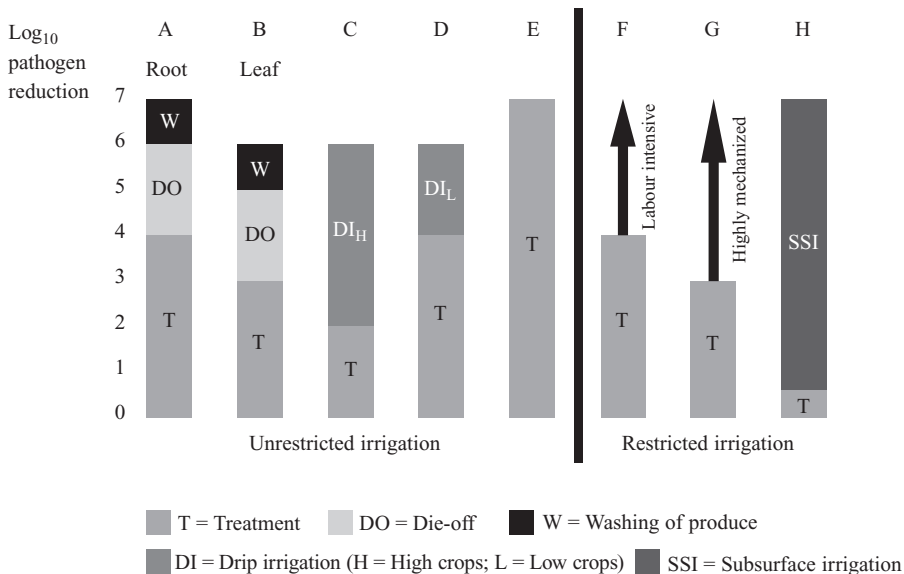 Log10
pathogen
reduction
A B C D E F G H
Root Leaf
7
6
5
4
3
2
1
0
W
DO
T
W
DO
T
DIH
T
DIL
T
T
Labour intensive
T
Highly mechanized
T
SSI
T
Unrestricted irrigation Restricted irrigation
T = Treatment DO = Die-off W = Washing of produce
DI = Drip irrigation (H = High crops; L = Low crops) SSI = Subsurface irrigation